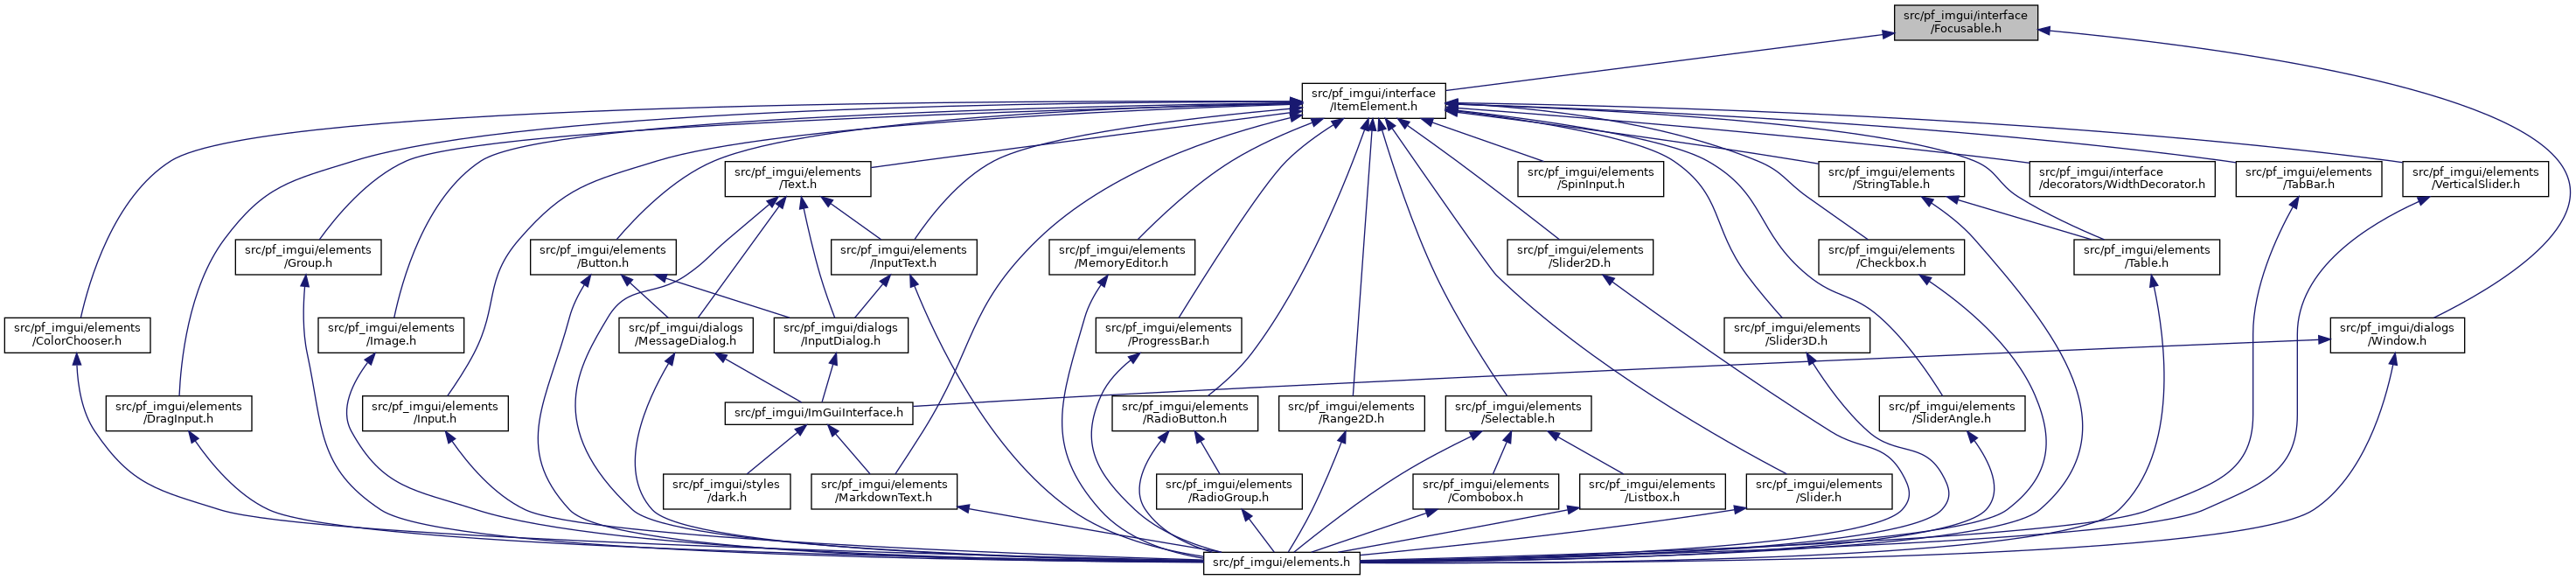 src/pf_imgui/interface
/Focusable.h
src/pf_imgui/interface
/ItemElement.h
src/pf_imgui/elements
/Text.h
src/pf_imgui/elements
/SpinInput.h
src/pf_imgui/elements
/StringTable.h
src/pf_imgui/interface
/decorators/WidthDecorator.h
src/pf_imgui/elements
/TabBar.h
src/pf_imgui/elements
/VerticalSlider.h
src/pf_imgui/elements
/Group.h
src/pf_imgui/elements
/Button.h
src/pf_imgui/elements
/InputText.h
src/pf_imgui/elements
/MemoryEditor.h
src/pf_imgui/elements
/Slider2D.h
src/pf_imgui/elements
/Checkbox.h
src/pf_imgui/elements
/Table.h
src/pf_imgui/elements
/ColorChooser.h
src/pf_imgui/elements
/Image.h
src/pf_imgui/dialogs
/MessageDialog.h
src/pf_imgui/dialogs
/InputDialog.h
src/pf_imgui/elements
/ProgressBar.h
src/pf_imgui/elements
/Slider3D.h
src/pf_imgui/dialogs
/Window.h
src/pf_imgui/elements
/DragInput.h
src/pf_imgui/elements
/Input.h
src/pf_imgui/ImGuiInterface.h
src/pf_imgui/elements
/RadioButton.h
src/pf_imgui/elements
/Range2D.h
src/pf_imgui/elements
/Selectable.h
src/pf_imgui/elements
/SliderAngle.h
src/pf_imgui/styles
/dark.h
src/pf_imgui/elements
/MarkdownText.h
src/pf_imgui/elements
/RadioGroup.h
src/pf_imgui/elements
/Combobox.h
src/pf_imgui/elements
/Listbox.h
src/pf_imgui/elements
/Slider.h
src/pf_imgui/elements.h